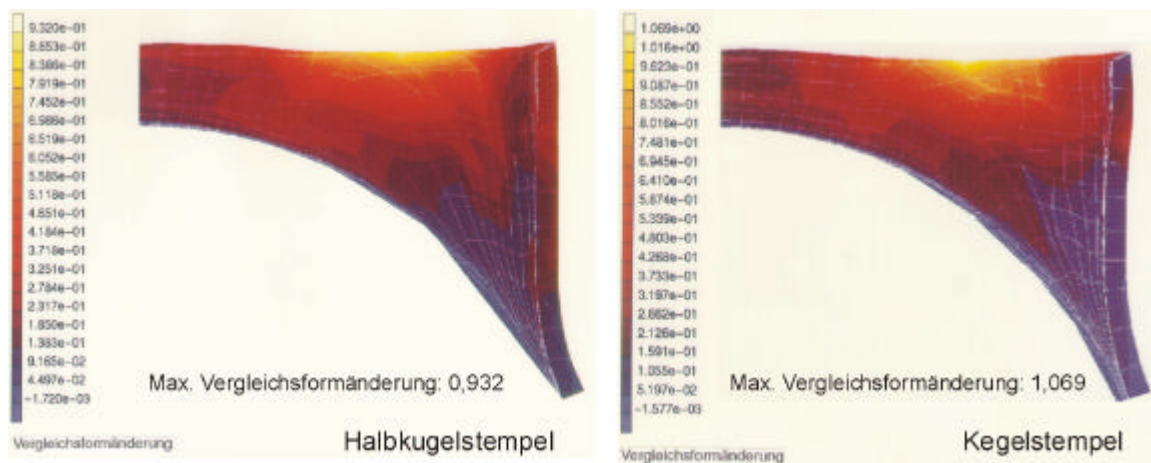 9.320e-01
8.853e-01
8.386e-01
7.919e-01
7.452e-01
6.986e-01
6.519e-01
6.052e-01
5.585e-01
5.118e-01
4.651e-01
4.184e-01
3.718e-01
3.251e-01
2.784e-01
2.317e-01
1.850e-01
1.383e-01
9.165e-02
4.497e-02
-1.720e-03
Max. Vergleichsformänderung: 0,932
Vergleichsformänderung
Halbkugelstempel
1.069e+00
1.016e+00
9.623e-01
9.087e-01
8.552e-01
8.016e-01
7.481e-01
6.945e-01
6.410e-01
5.874e-01
5.339e-01
4.803e-01
4.268e-01
3.733e-01
3.197e-01
2.662e-01
2.126e-01
1.591e-01
1.055e-01
5.197e-02
-1.577e-03
Max. Vergleichsformänderung: 1,069
Vergleichsformänderung
Kegelstempel